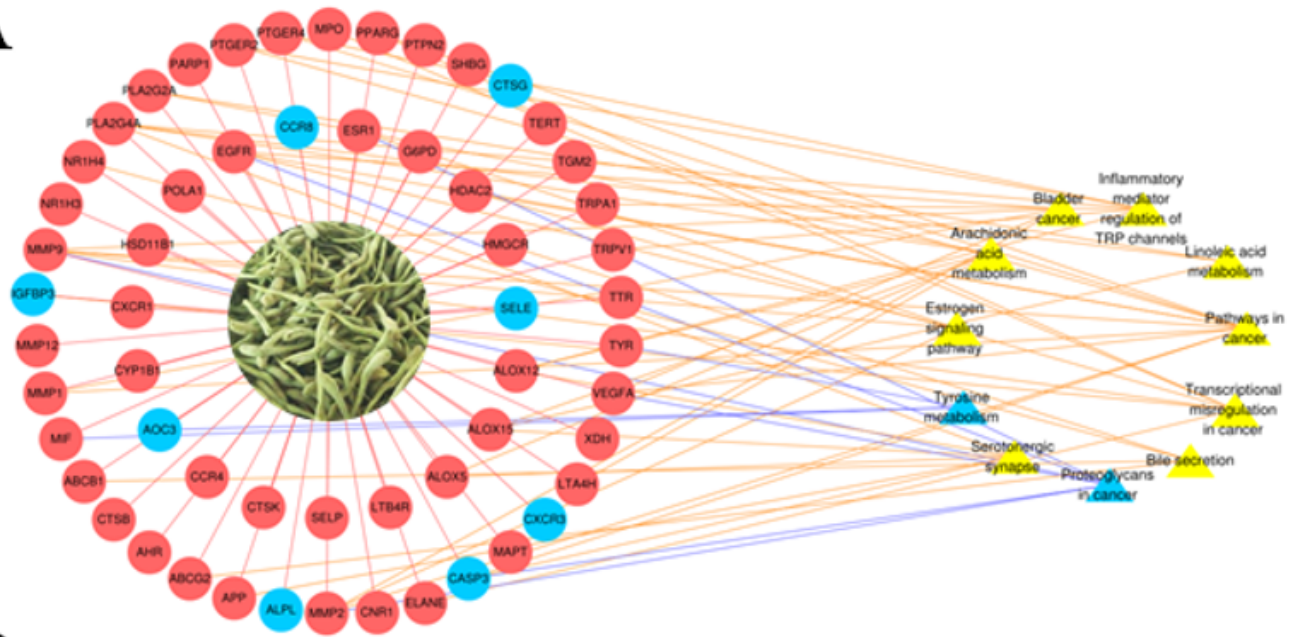 A
MPO
PPARG
PTPN2
SHBG
CTSG
TERT
TGM2
TRPA1
TRPV1
TTR
TYR
VEGFA
XDH
LTA4H
CXCR3
MAPT
CASP3
ELANE
CNR1
MMP2
ALPL
APP
ABCG2
AHR
CTSB
ABCB1
MIF
MMP1
MMP12
IGFBP3
MMP9
NR1H3
NR1H4
PLA2G4A
PLA2G2A
PARP1
PTGER2
PTGER4
CCR8
ESR1
G6PD
HDAC2
HMGCR
SELE
ALOX12
ALOX15
ALOX5
LTB4R
SELP
CTSK
CCR4
AOC3
CYP1B1
CXCR1
HSD11B1
POLA1
EGFR
Bladder
cancer
Inflammatory
mediator
regulation of
TRP channels
Arachidonic
acid
metabolism
Linoleic acid
metabolism
Estrogen
signaling
pathway
Pathways in
cancer
Tyrosine
metabolism
Transcriptional
misregulation
in cancer
Serotonergic
synapse
Bile secretion
Proteoglycans
in cancer